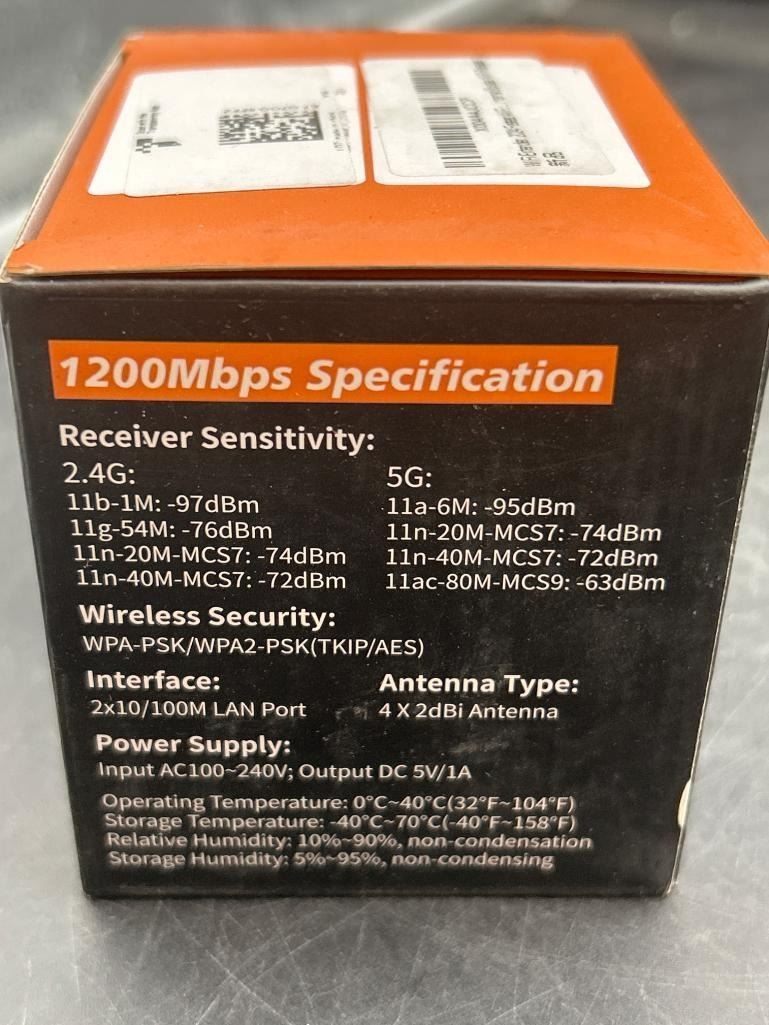 新品
1200Mbps Specification
Receiver Sensitivity:
2.4G:
11b-1M: -97dBm
11g-54M: -76dBm
11n-20M-MCS7: -74dBm
11n-40M-MCS7: -72dBm
5G:
11a-6M: -95dBm
11n-20M-MCS7: -74dBm
11n-40M-MCS7: -72dBm
11ac-80M-MCS9: -63dBm
Wireless Security:
WPA-PSK/WPA2-PSK(TKIP/AES)
Interface:
2x10/100M LAN Port
Antenna Type:
4 X 2dBi Antenna
Power Supply:
Input AC100~240V; Output DC 5V/1A
Operating Temperature: 0°C~40°C(32°F~104°F)
Storage Temperature: -40°C~70°C(-40°F~158°F)
Relative Humidity: 10%~90%, non-condensation
Storage Humidity: 5%~95%, non-condensing